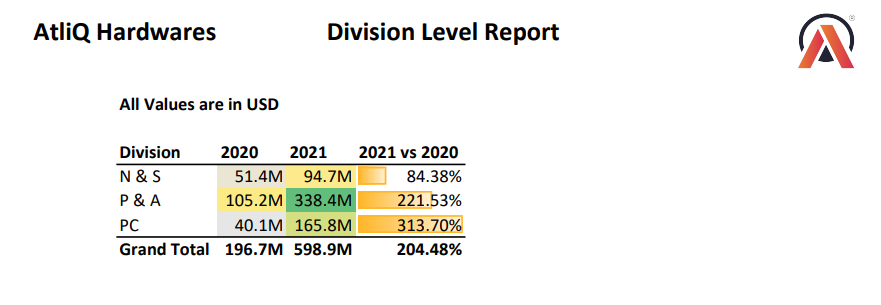 AtliQ Hardwares Division Level Report
®
All Values are in USD
Division 2020 2021 2021 vs 2020
N & S 51.4M 94.7M 84.38%
P & A 105.2M 338.4M 221.53%
PC 40.1M 165.8M 313.70%
Grand Total 196.7M 598.9M 204.48%